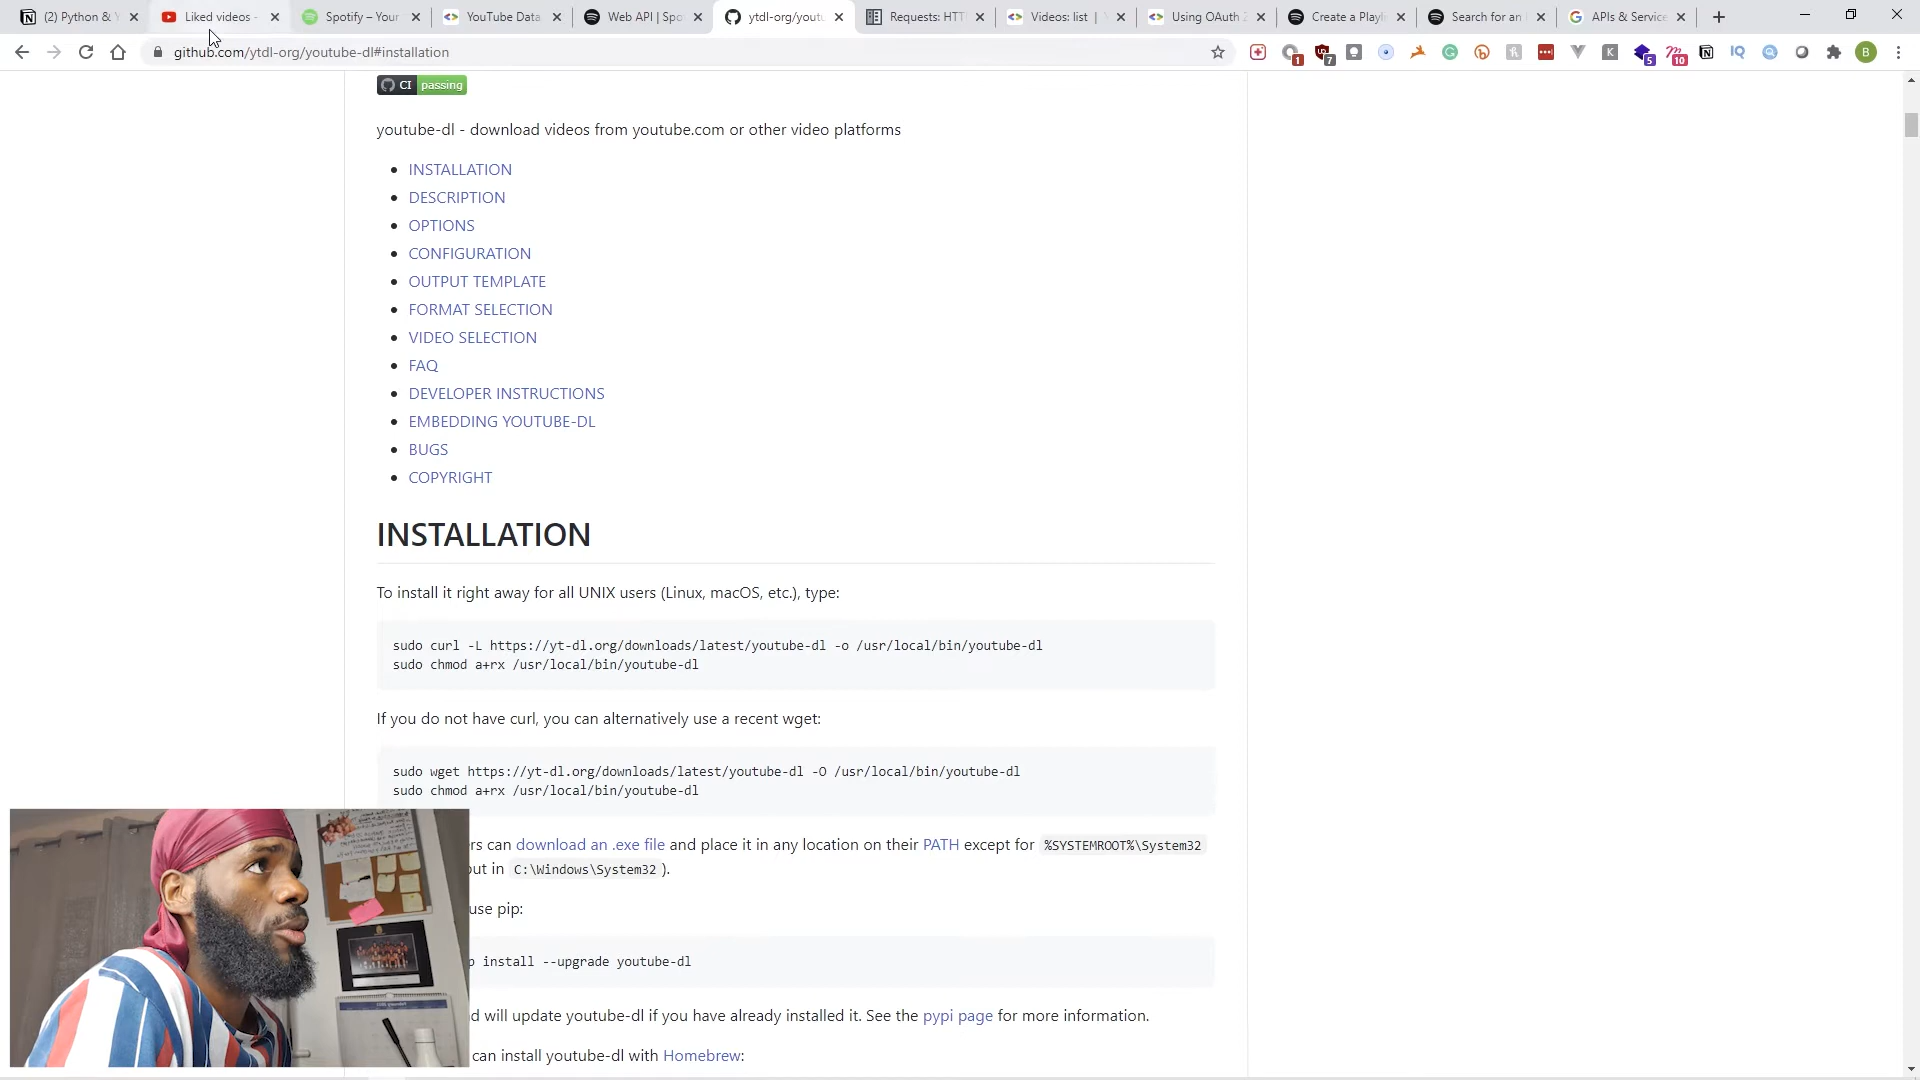 (2) Python & Y
Liked videos -
Spotify – Your
YouTube Data
Web API | Spo
ytdl-org/yout
Requests: HTT
Videos: list |
Using OAuth
Create a Playli
Search for an
APIs & Service
github.com/ytdl-org/youtube-dl#installation
1
7
5
10
IQ
K
B
CI passing
youtube-dl - download videos from youtube.com or other video platforms
INSTALLATION
DESCRIPTION
OPTIONS
CONFIGURATION
OUTPUT TEMPLATE
FORMAT SELECTION
VIDEO SELECTION
FAQ
DEVELOPER INSTRUCTIONS
EMBEDDING YOUTUBE-DL
BUGS
COPYRIGHT
INSTALLATION
To install it right away for all UNIX users (Linux, macOS, etc.), type:
sudo curl -L https://yt-dl.org/downloads/latest/youtube-dl -o /usr/local/bin/youtube-dl
sudo chmod a+rx /usr/local/bin/youtube-dl
If you do not have curl, you can alternatively use a recent wget:
sudo wget https://yt-dl.org/downloads/latest/youtube-dl -O /usr/local/bin/youtube-dl
sudo chmod a+rx /usr/local/bin/youtube-dl
rs can download an .exe file and place it in any location on their PATH except for %SYSTEMROOT%\System32
out in C:\Windows\System32 ).
use pip:
p install --upgrade youtube-dl
d will update youtube-dl if you have already installed it. See the pypi page for more information.
can install youtube-dl with Homebrew: